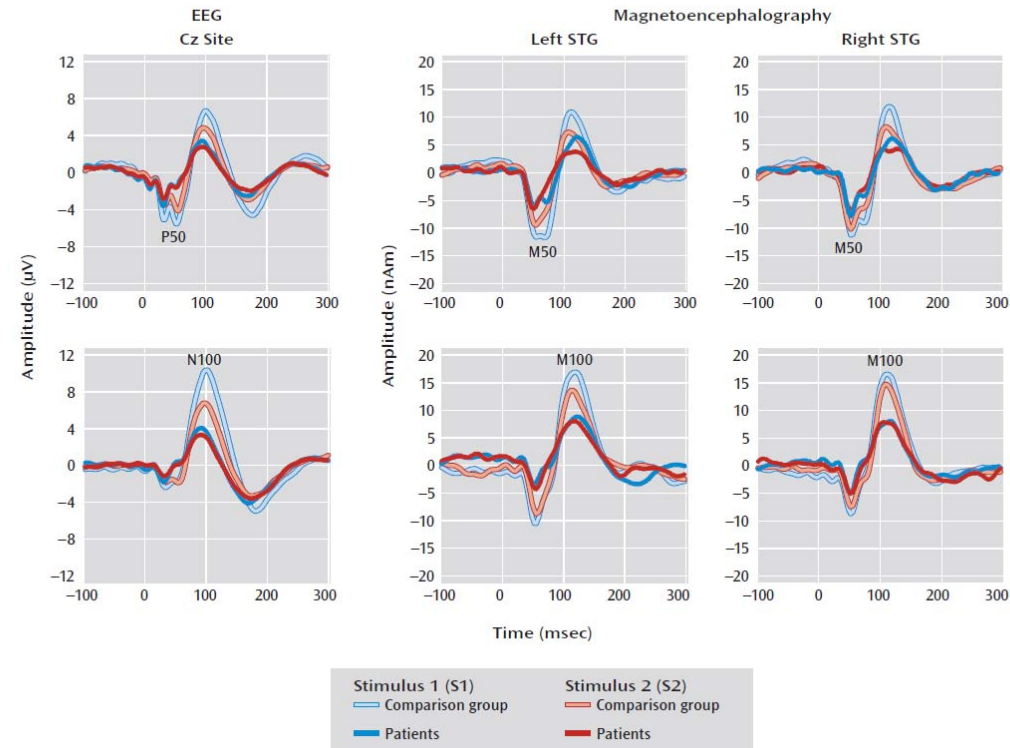 EEG
Magnetoencephalography
Cz Site
Left STG
Right STG
Amplitude (µV)
12
8
4
0
−4
−8
−12
P50
−100 0 100 200 300
Amplitude (nAm)
20
15
10
5
0
−5
−10
−15
−20
M50
−100 0 100 200 300
20
15
10
5
0
−5
−10
−15
−20
M50
−100 0 100 200 300
12
8
4
0
−4
−8
−12
N100
−100 0 100 200 300
20
15
10
5
0
−5
−10
−15
−20
M100
−100 0 100 200 300
20
15
10
5
0
−5
−10
−15
−20
M100
−100 0 100 200 300
Time (msec)
Stimulus 1 (S1)
Comparison group
Patients
Stimulus 2 (S2)
Comparison group
Patients